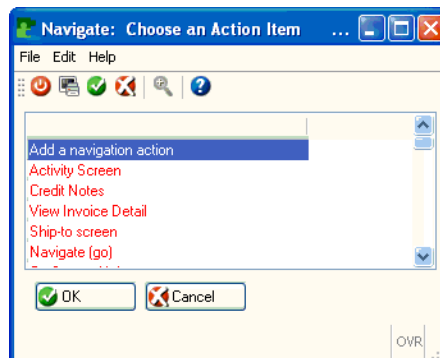 Navigate: Choose an Action Item ...
File Edit Help
Add a navigation action
Activity Screen
Credit Notes
View Invoice Detail
Ship-to screen
Navigate (go)
OK Cancel
OVR